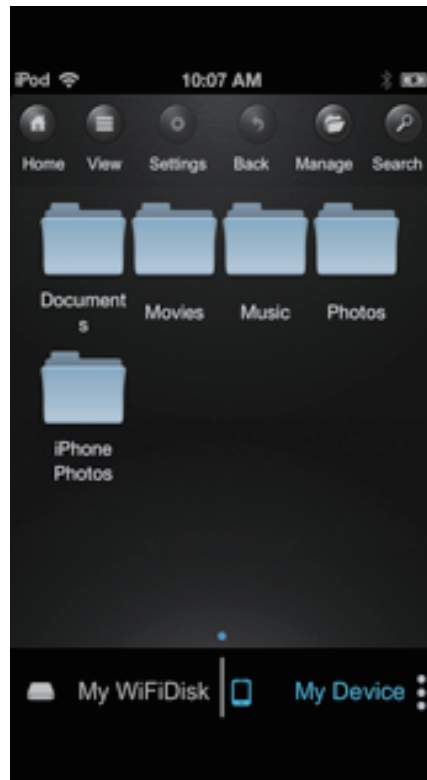 iPod 10:07 AM
Home View Settings Back Manage Search
Document
s
Movies Music Photos
iPhone
Photos
My WiFiDisk My Device